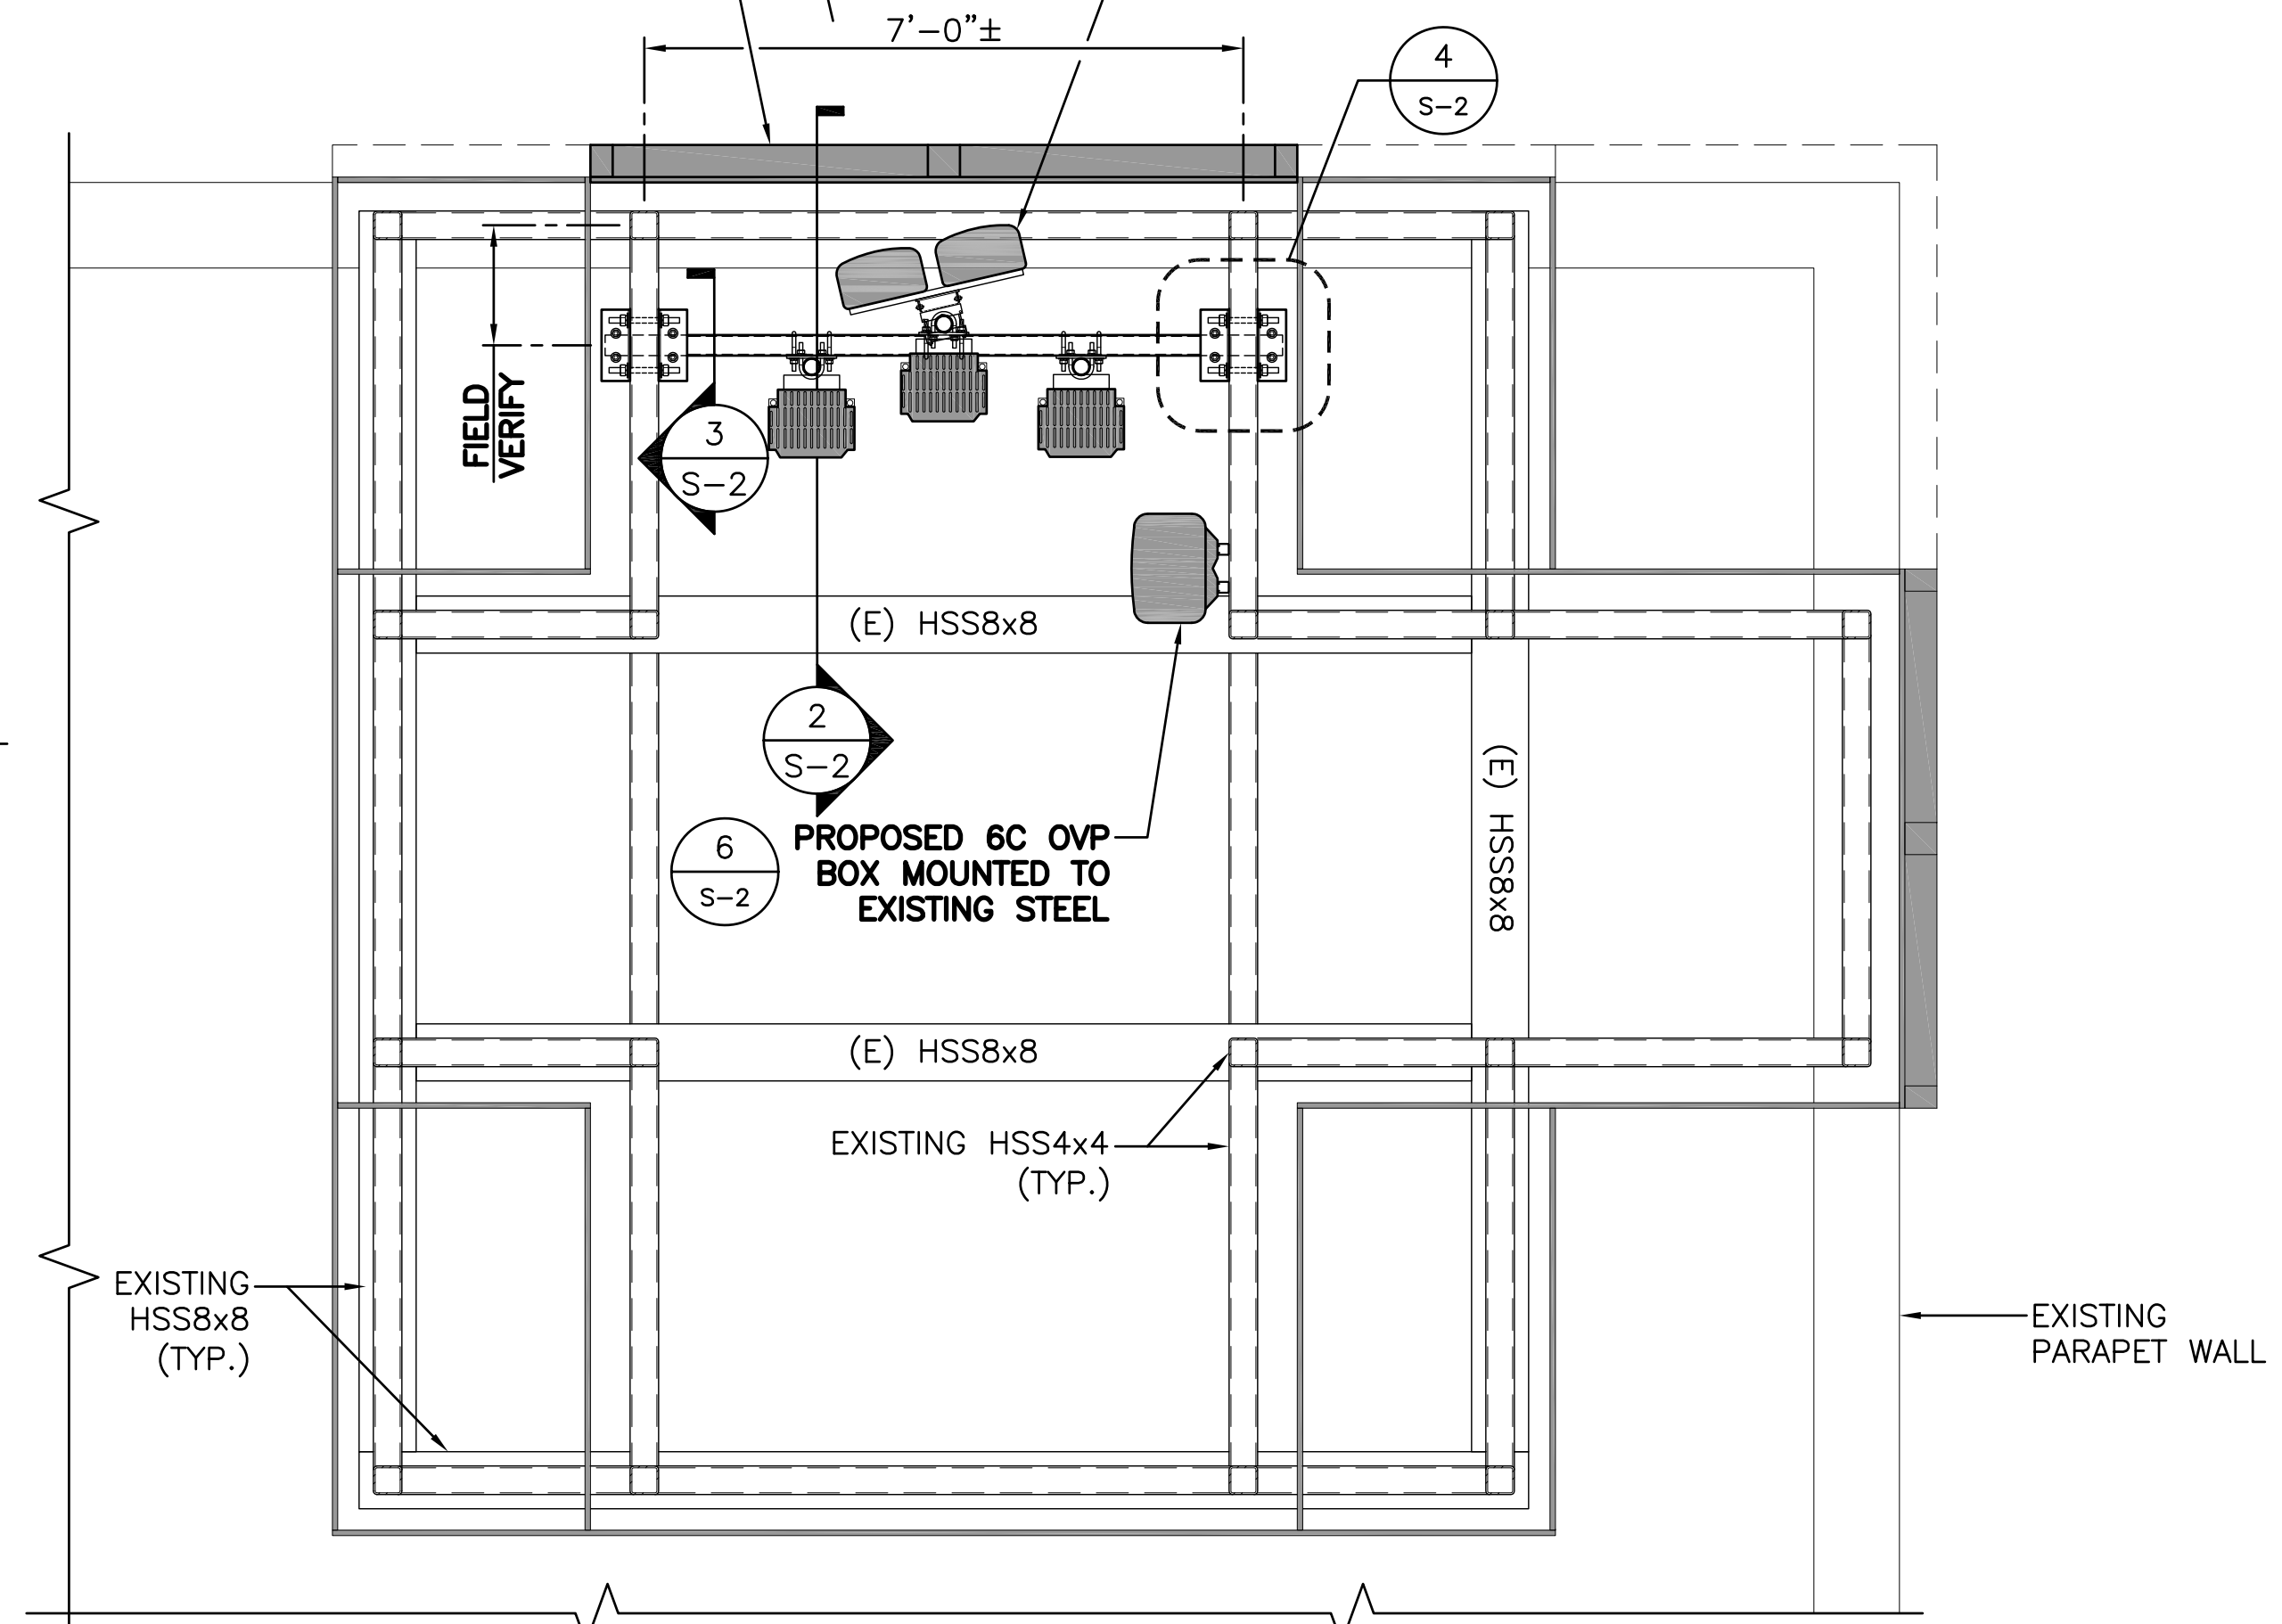 7'-0"±
4
S-2
FIELD
VERIFY
3
S-2
(E) HSS8x8
2
S-2
(E) HSS8x8
6
S-2
PROPOSED 6C OVP
BOX MOUNTED TO
EXISTING STEEL
(E) HSS8x8
EXISTING HSS4x4
(TYP.)
EXISTING
HSS8x8
(TYP.)
EXISTING
PARAPET WALL